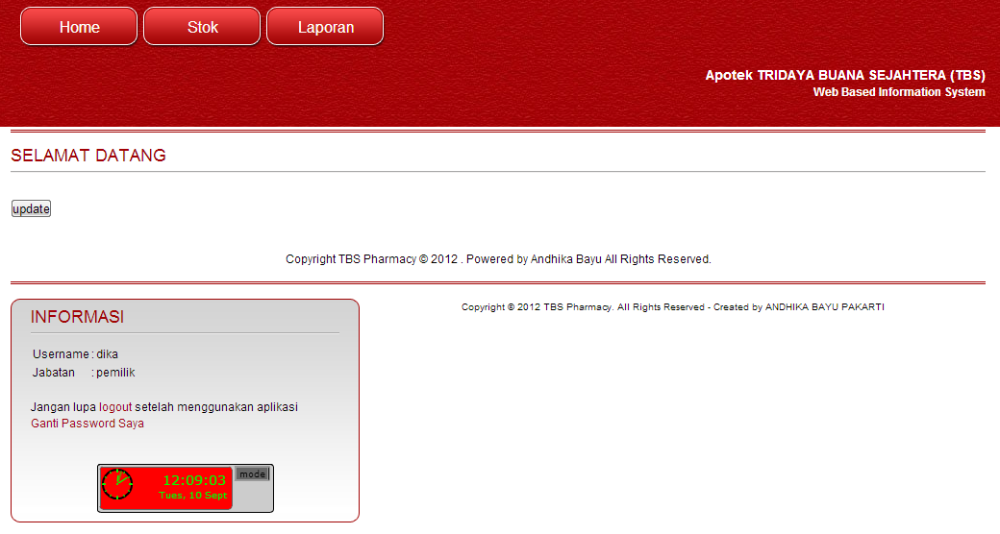 Home Stok Laporan
Apotek TRIDAYA BUANA SEJAHTERA (TBS)
Web Based Information System
SELAMAT DATANG
update
Copyright TBS Pharmacy © 2012 . Powered by Andhika Bayu All Rights Reserved.
INFORMASI
Username : dika
Jabatan : pemilik
Jangan lupa logout setelah menggunakan aplikasi
Ganti Password Saya
12:09:03 mode
Tues, 10 Sept
Copyright © 2012 TBS Pharmacy. All Rights Reserved - Created by ANDHIKA BAYU PAKARTI